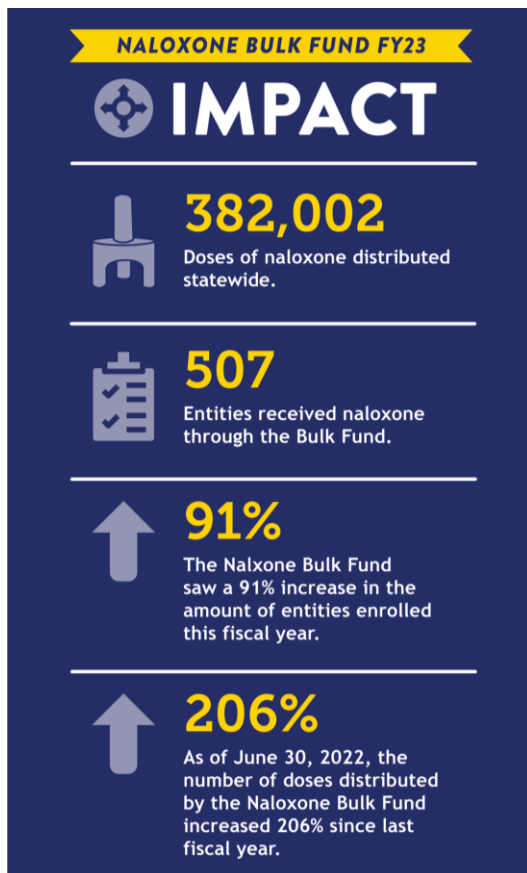 NALOXONE BULK FUND FY23
IMPACT
382,002
Doses of naloxone distributed
statewide.
507
Entities received naloxone
through the Bulk Fund.
91%
The Nalxone Bulk Fund
saw a 91% increase in the
amount of entities enrolled
this fiscal year.
206%
As of June 30, 2022, the
number of doses distributed
by the Naloxone Bulk Fund
increased 206% since last
fiscal year.